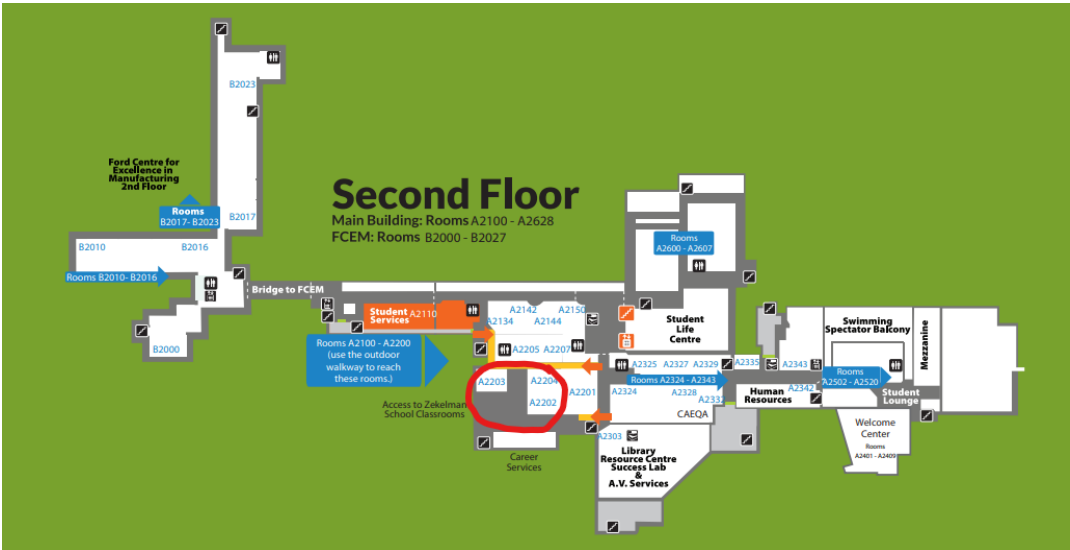 B2023
Ford Centre for
Excellence in
Manufacturing
2nd Floor
Rooms
B2017- B2023
B2017
B2010
B2016
Rooms B2010- B2016
B2000
Bridge to FCEM
Second Floor
Main Building: Rooms A2100 - A2628
FCEM: Rooms B2000 - B2027
Student
Services
A2110
A2142
A2150
A2134
A2144
A2205
A2207
Rooms A2100 - A2200
(use the outdoor
walkway to reach
these rooms.)
A2203
A2204
A2202
A2201
Access to Zekelman
School Classrooms
Career
Services
Rooms
A2600 - A2607
Student
Life
Centre
A2325
A2327
A2329
A2335
A2343
Rooms A2324 - A2343
A2324
A2328
A2332
A2342
CAEQA
Human
Resources
A2303
Library
Resource Centre
Success Lab
&
A.V. Services
Swimming
Spectator Balcony
Mezzanine
Rooms
A2502 - A2520
Student
Lounge
Welcome
Center
Rooms
A2401 - A2409